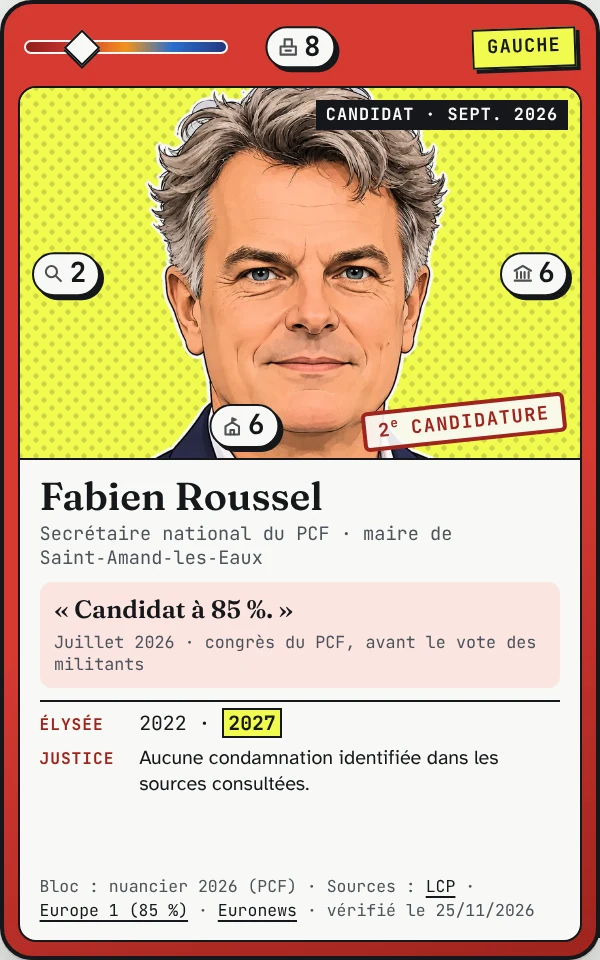 8
GAUCHE
CANDIDAT · SEPT. 2026
2
6
6
2e CANDIDATURE
Fabien Roussel
Secrétaire national du PCF · maire de
Saint-Amand-les-Eaux
« Candidat à 85 %. »
Juillet 2026 · congrès du PCF, avant le vote des
militants
ÉLYSÉE 2022 · 2027
JUSTICE Aucune condamnation identifiée dans les
sources consultées.
Bloc : nuancier 2026 (PCF) · Sources : LCP ·
Europe 1 (85 %) · Euronews · vérifié le 25/11/2026